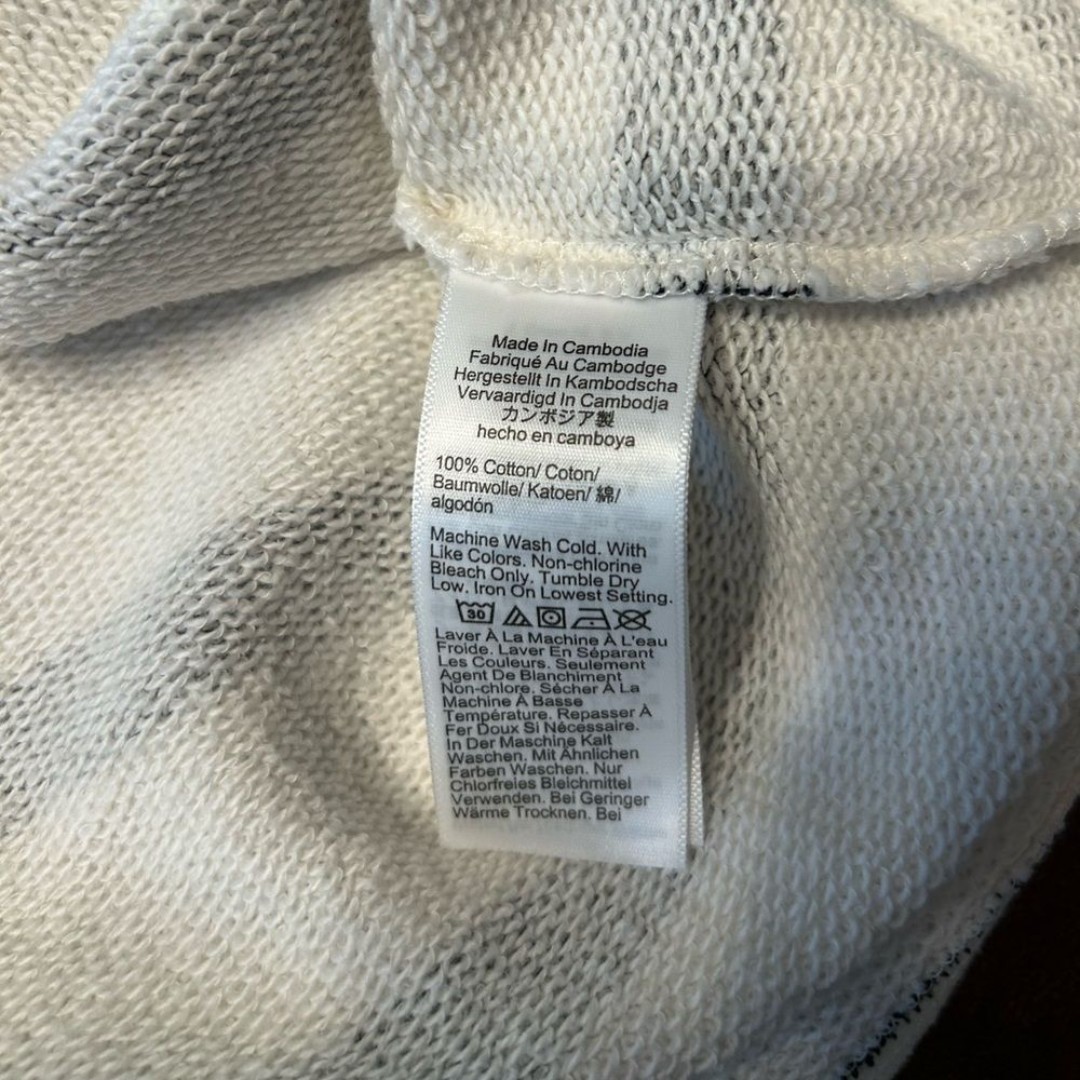 Made In Cambodia
Fabriqué Au Cambodge
Hergestellt In Kambodscha
Vervaardigd In Cambodja
カンボジア製
hecho en camboya
100% Cotton/ Coton/
Baumwolle/ Katoen/ 綿/
algodón
Machine Wash Cold. With
Like Colors. Non-chlorine
Bleach Only. Tumble Dry
Low. Iron On Lowest Setting.
30
Laver À La Machine À L'eau
Froide. Laver En Séparant
Les Couleurs. Seulement
Agent De Blanchiment
Non-chlore. Sécher À La
Machine À Basse
Température. Repasser À
Fer Doux Si Nécessaire.
In Der Maschine Kalt
Waschen. Mit Ähnlichen
Farben Waschen. Nur
Chlorfreies Bleichmittel
Verwenden. Bei Geringer
Wärme Trocknen. Bei